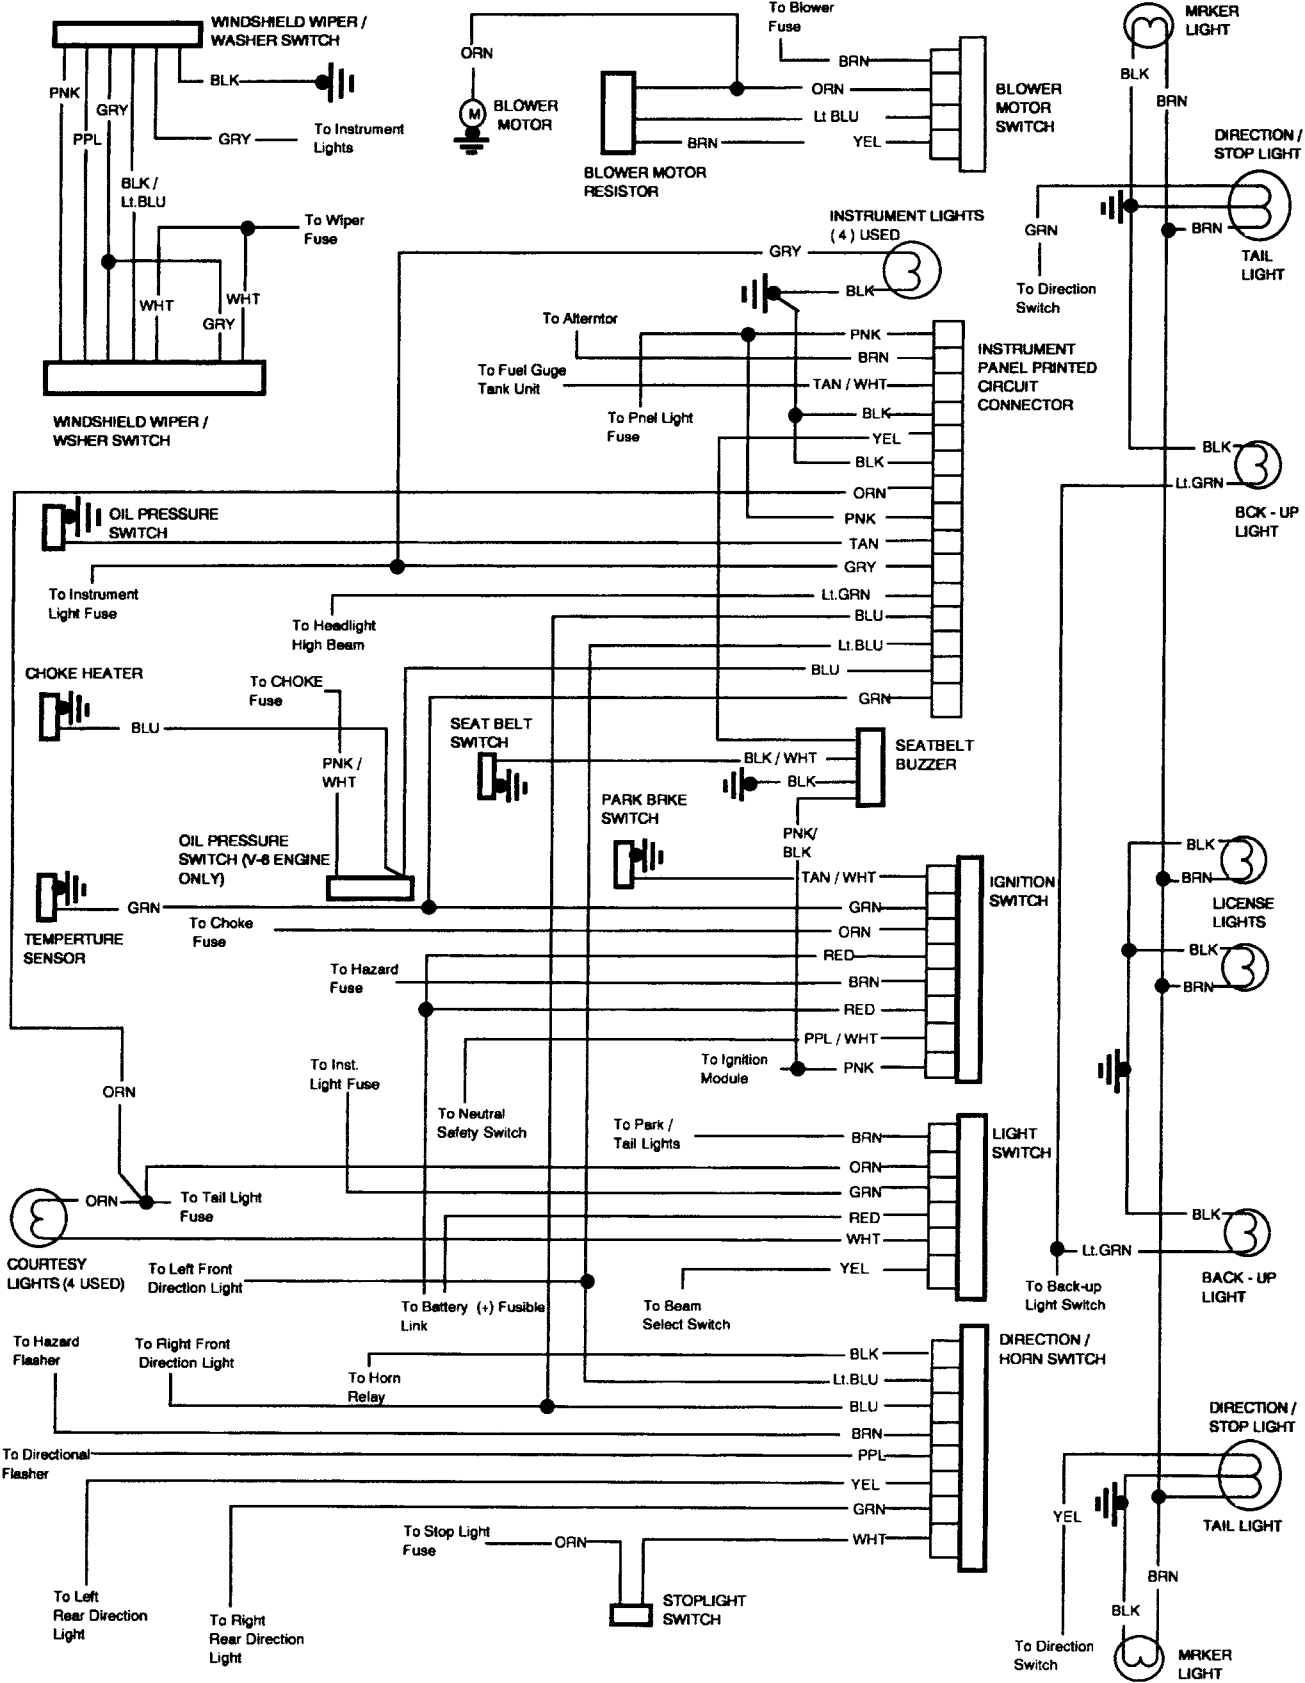 WINDSHIELD WIPER /
WASHER SWITCH
PNK
PPL
GRY
BLK /
Lt.BLU
BLK
GRY
To Instrument
Lights
To Wiper
Fuse
WHT
GRY
WHT
WINDSHIELD WIPER /
WSHER SWITCH
ORN
M
BLOWER
MOTOR
To Blower
Fuse
BRN
ORN
Lt BLU
BRN
YEL
BLOWER MOTOR
RESISTOR
BLOWER
MOTOR
SWITCH
MRKER
LIGHT
BLK
BRN
DIRECTION /
STOP LIGHT
GRN
BRN
TAIL
LIGHT
To Direction
Switch
INSTRUMENT LIGHTS
( 4 ) USED
GRY
BLK
To Alterntor
To Fuel Guge
Tank Unit
To Pnel Light
Fuse
PNK
BRN
TAN / WHT
BLK
YEL
BLK
ORN
PNK
TAN
GRY
Lt.GRN
BLU
Lt.BLU
BLU
GRN
INSTRUMENT
PANEL PRINTED
CIRCUIT
CONNECTOR
BLK
Lt.GRN
BCK - UP
LIGHT
OIL PRESSURE
SWITCH
To Instrument
Light Fuse
To Headlight
High Beam
CHOKE HEATER
BLU
To CHOKE
Fuse
PNK /
WHT
SEAT BELT
SWITCH
BLK / WHT
BLK
SEATBELT
BUZZER
PNK/
BLK
PARK BRKE
SWITCH
OIL PRESSURE
SWITCH (V-6 ENGINE
ONLY)
GRN
TEMPERTURE
SENSOR
To Choke
Fuse
To Hazard
Fuse
TAN / WHT
GRN
ORN
RED
BRN
RED
PPL / WHT
PNK
IGNITION
SWITCH
To Ignition
Module
To Inst.
Light Fuse
To Neutral
Safety Switch
BLK
BRN
LICENSE
LIGHTS
BLK
BRN
ORN
To Park /
Tail Lights
BRN
ORN
GRN
RED
WHT
YEL
LIGHT
SWITCH
ORN
To Tail Light
Fuse
COURTESY
LIGHTS (4 USED)
To Left Front
Direction Light
To Battery (+) Fusible
Link
To Beam
Select Switch
BLK
Lt.GRN
To Back-up
Light Switch
BACK - UP
LIGHT
To Hazard
Flasher
To Right Front
Direction Light
To Horn
Relay
BLK
Lt.BLU
BLU
BRN
PPL
YEL
GRN
WHT
DIRECTION /
HORN SWITCH
To Directional
Flasher
To Stop Light
Fuse
ORN
STOPLIGHT
SWITCH
To Left
Rear Direction
Light
To Right
Rear Direction
Light
DIRECTION /
STOP LIGHT
YEL
TAIL LIGHT
BRN
BLK
To Direction
Switch
MRKER
LIGHT